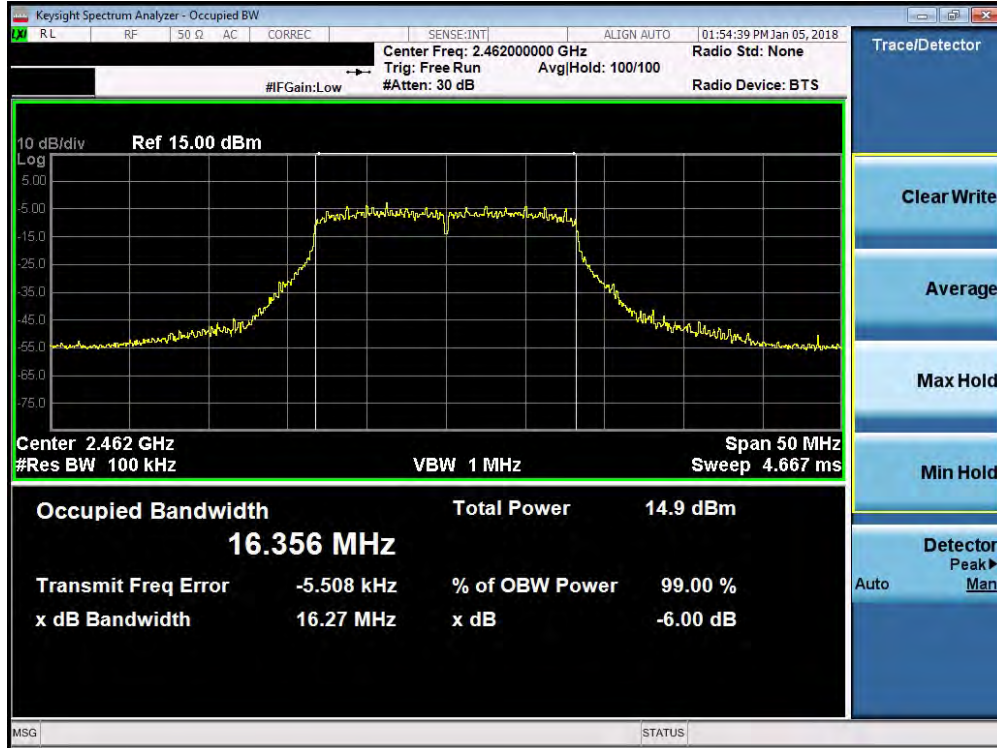 Keysight Spectrum Analyzer - Occupied BW
LXI RL RF 50 Ω AC CORREC SENSE:INT ALIGN AUTO 01:54:39 PM Jan 05, 2018
Center Freq: 2.462000000 GHz Radio Std: None
Trig: Free Run Avg|Hold: 100/100
#IFGain:Low #Atten: 30 dB Radio Device: BTS
Trace/Detector
10 dB/div Ref 15.00 dBm
Log
5.00
-5.00
-15.0
-25.0
-35.0
-45.0
-55.0
-65.0
-75.0
Center 2.462 GHz Span 50 MHz
#Res BW 100 kHz VBW 1 MHz Sweep 4.667 ms
Occupied Bandwidth Total Power 14.9 dBm
16.356 MHz
Transmit Freq Error -5.508 kHz % of OBW Power 99.00 %
x dB Bandwidth 16.27 MHz x dB -6.00 dB
Clear Write
Average
Max Hold
Min Hold
Detector
Peak▶
Auto Man
MSG STATUS